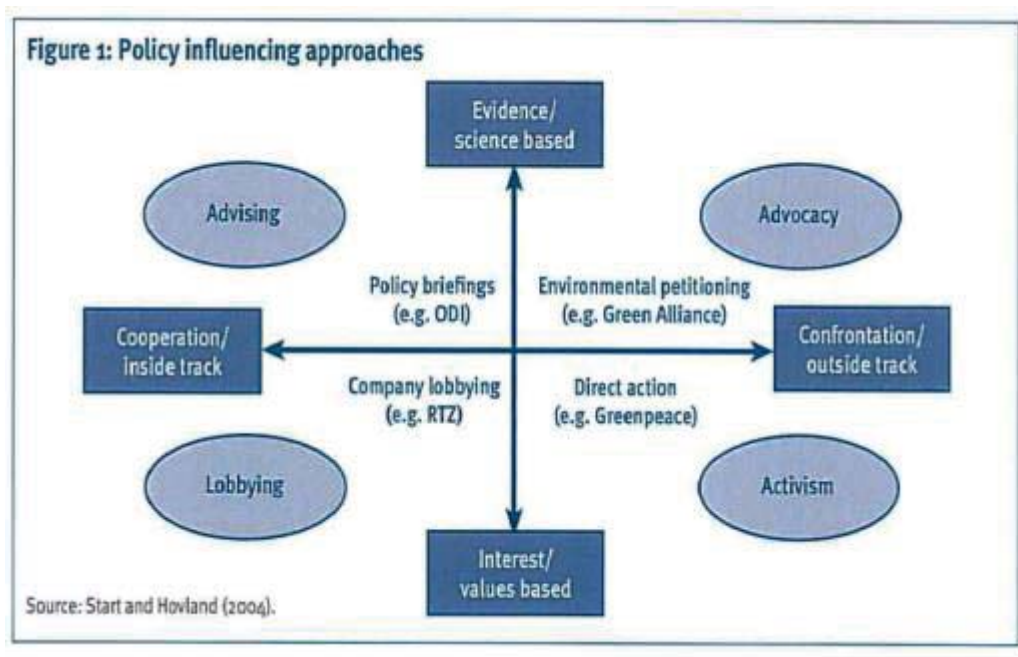 Figure 1: Policy influencing approaches
Evidence/
science based
Advising
Advocacy
Policy briefings
(e.g. ODI)
Environmental petitioning
(e.g. Green Alliance)
Cooperation/
inside track
Confrontation/
outside track
Company lobbying
(e.g. RTZ)
Direct action
(e.g. Greenpeace)
Lobbying
Activism
Interest/
values based
Source: Start and Hovland (2004).